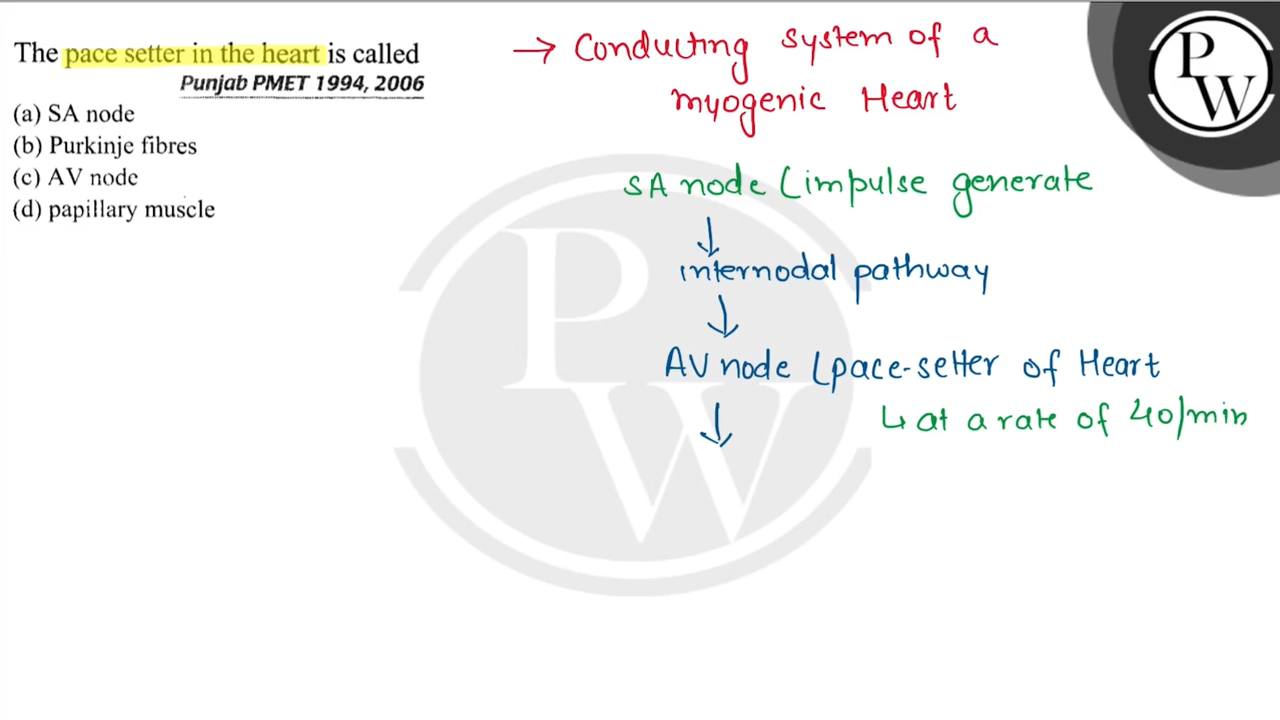 The pace setter in the heart is called
Punjab PMET 1994, 2006
(a) SA node
(b) Purkinje fibres
(c) AV node
(d) papillary muscle
→ Conducting system of a
myogenic Heart
SA node (impulse generate
↓
internodal pathway
↓
AV node (pace-setter of Heart
↳ at a rate of 40/min
↓
P
W
P
W